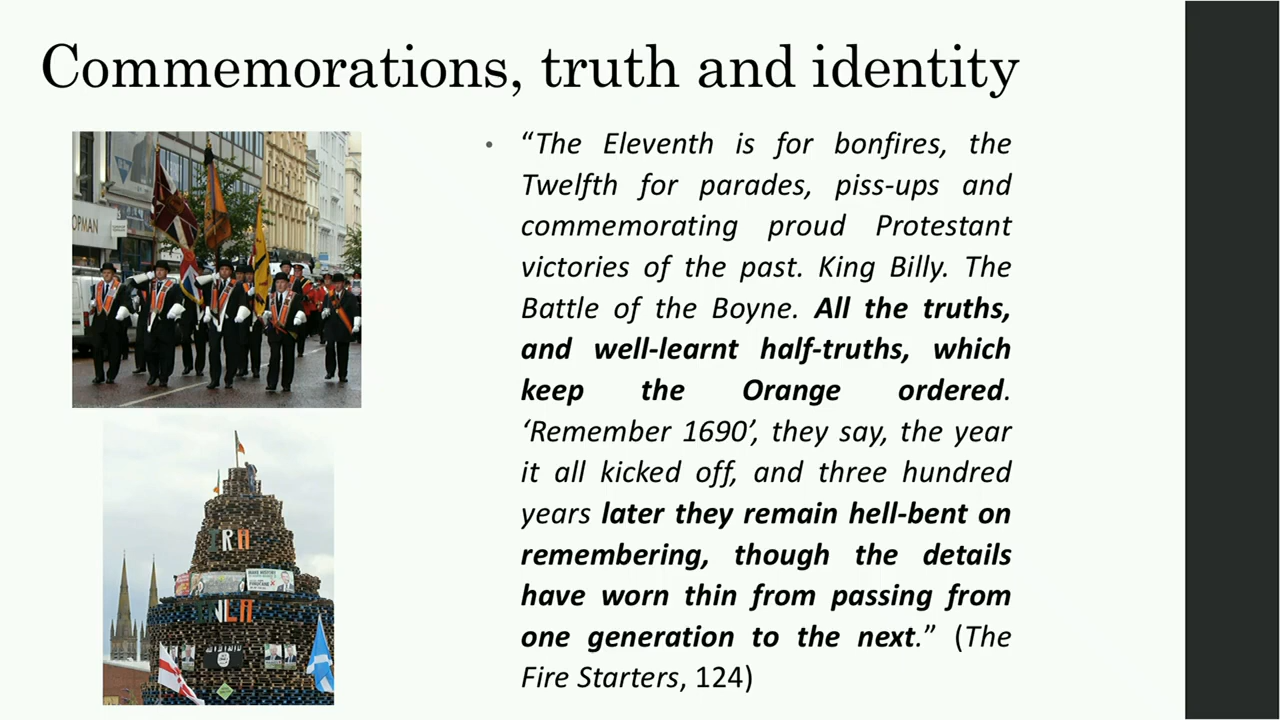 Commemorations, truth and identity
OPMAN
IRA
INLA
• “The Eleventh is for bonfires, the
Twelfth for parades, piss-ups and
commemorating proud Protestant
victories of the past. King Billy. The
Battle of the Boyne. All the truths,
and well-learnt half-truths, which
keep the Orange ordered.
‘Remember 1690’, they say, the year
it all kicked off, and three hundred
years later they remain hell-bent on
remembering, though the details
have worn thin from passing from
one generation to the next.” (The
Fire Starters, 124)